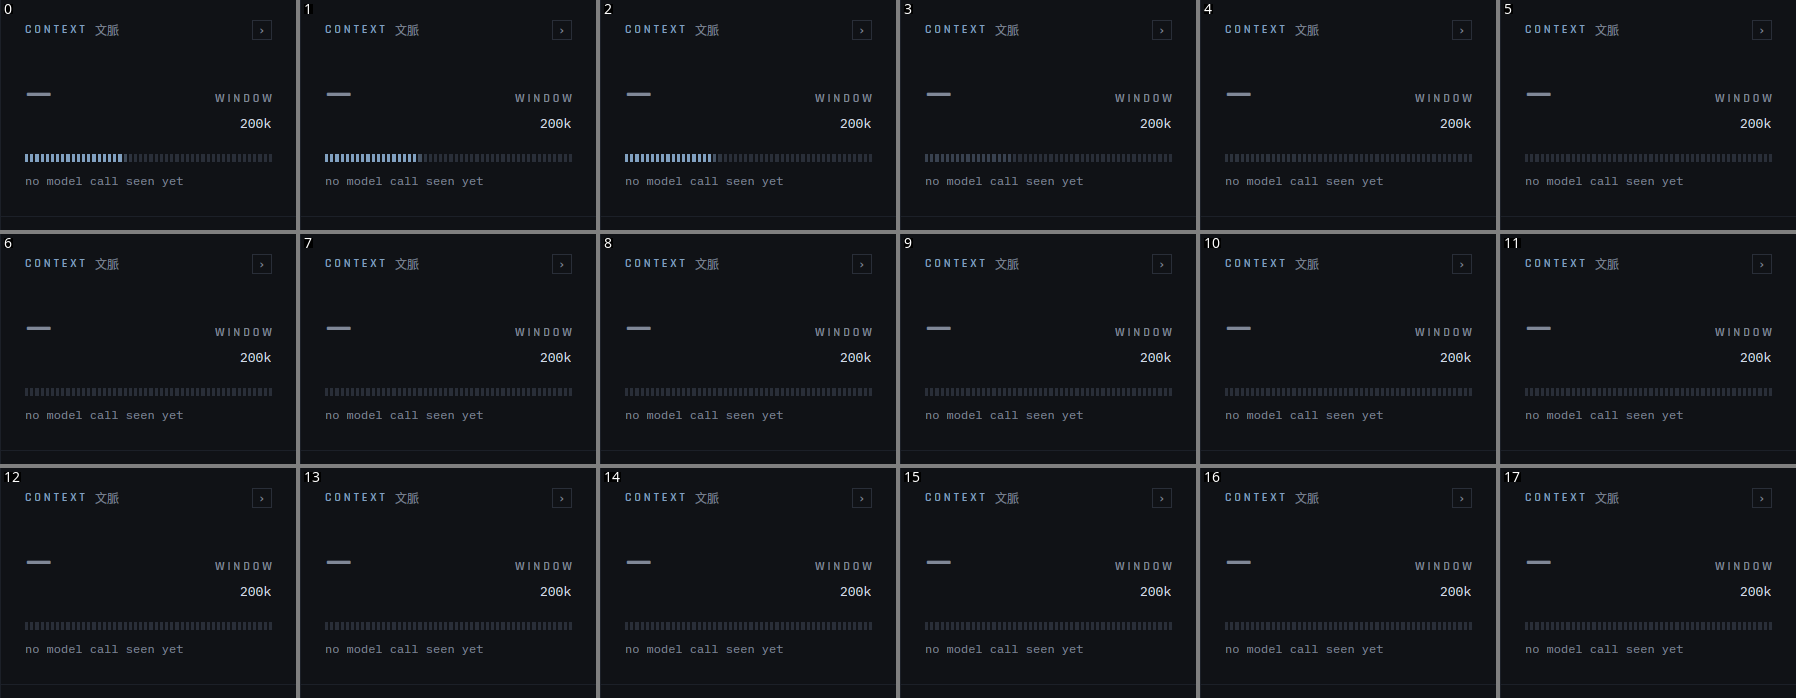 0 1 2 3 4 5
CONTEXT 文脈 › CONTEXT 文脈 › CONTEXT 文脈 › CONTEXT 文脈 › CONTEXT 文脈 › CONTEXT 文脈 ›
— WINDOW — WINDOW — WINDOW — WINDOW — WINDOW — WINDOW
200k 200k 200k 200k 200k 200k
no model call seen yet no model call seen yet no model call seen yet no model call seen yet no model call seen yet no model call seen yet
6 7 8 9 10 11
CONTEXT 文脈 › CONTEXT 文脈 › CONTEXT 文脈 › CONTEXT 文脈 › CONTEXT 文脈 › CONTEXT 文脈 ›
— WINDOW — WINDOW — WINDOW — WINDOW — WINDOW — WINDOW
200k 200k 200k 200k 200k 200k
no model call seen yet no model call seen yet no model call seen yet no model call seen yet no model call seen yet no model call seen yet
12 13 14 15 16 17
CONTEXT 文脈 › CONTEXT 文脈 › CONTEXT 文脈 › CONTEXT 文脈 › CONTEXT 文脈 › CONTEXT 文脈 ›
— WINDOW — WINDOW — WINDOW — WINDOW — WINDOW — WINDOW
200k 200k 200k 200k 200k 200k
no model call seen yet no model call seen yet no model call seen yet no model call seen yet no model call seen yet no model call seen yet